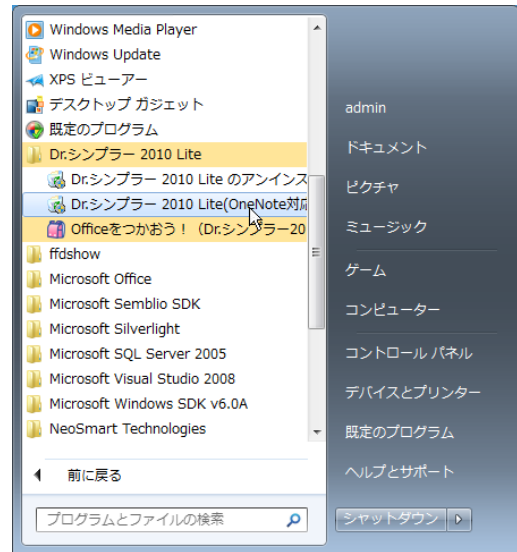 Windows Media Player
Windows Update
XPS ビューアー
デスクトップ ガジェット
既定のプログラム
Dr.シンプラー 2010 Lite
Dr.シンプラー 2010 Lite のアンインス
Dr.シンプラー 2010 Lite(OneNote対応
Officeをつかおう！（Dr.シンプラー20
ffdshow
Microsoft Office
Microsoft Semblio SDK
Microsoft Silverlight
Microsoft SQL Server 2005
Microsoft Visual Studio 2008
Microsoft Windows SDK v6.0A
NeoSmart Technologies
前に戻る
プログラムとファイルの検索
admin
ドキュメント
ピクチャ
ミュージック
ゲーム
コンピューター
コントロール パネル
デバイスとプリンター
既定のプログラム
ヘルプとサポート
シャットダウン